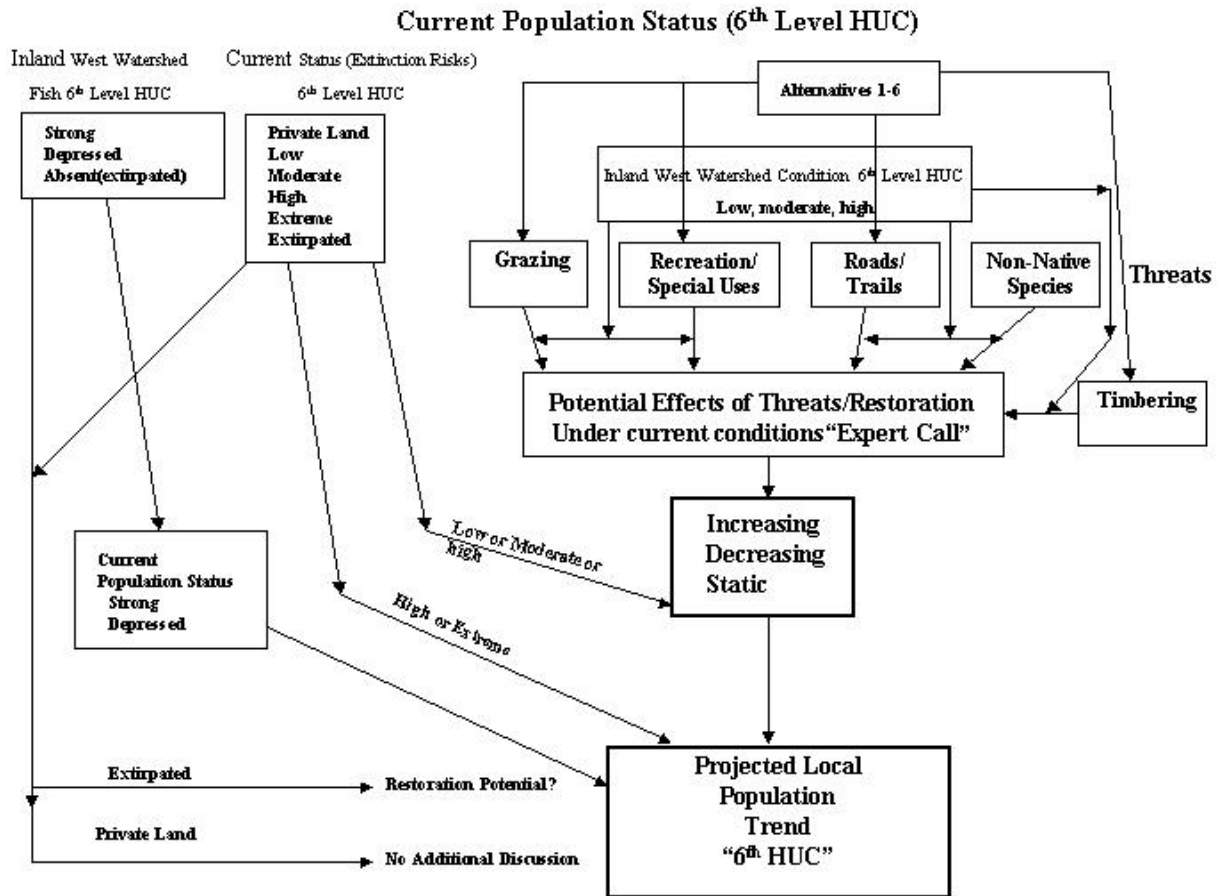 Current Population Status (6th Level HUC)
Inland West Watershed
Fish 6th Level HUC
Strong
Depressed
Absent(extirpated)
Current Status (Extinction Risks)
6th Level HUC
Private Land
Low
Moderate
High
Extreme
Extirpated
Alternatives 1-6
Inland West Watershed Condition 6th Level HUC
Low, moderate, high
Grazing
Recreation/
Special Uses
Roads/
Trails
Non-Native
Species
Threats
Timbering
Potential Effects of Threats/Restoration
Under current conditions“Expert Call”
Low or Moderate or
high
Increasing
Decreasing
Static
Current
Population Status
Strong
Depressed
High or Extreme
Projected Local
Population
Trend
“6th HUC”
Extirpated
Restoration Potential?
Private Land
No Additional Discussion